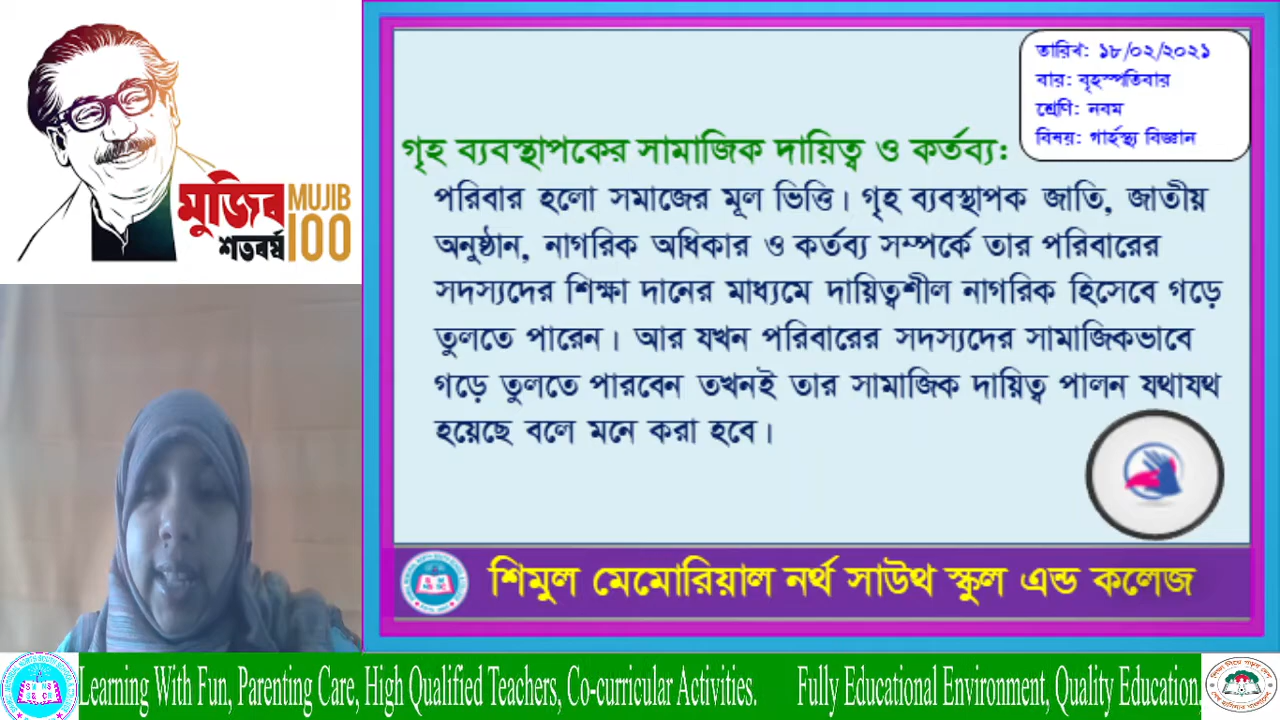 মুজিব
শতবর্ষ
MUJIB
100
তারিখ: ১৮/০২/২০২১
বার: বৃহস্পতিবার
শ্রেণি: নবম
বিষয়: গার্হস্থ্য বিজ্ঞান
গৃহ ব্যবস্থাপকের সামাজিক দায়িত্ব ও কর্তব্য:
পরিবার হলো সমাজের মূল ভিত্তি। গৃহ ব্যবস্থাপক জাতি, জাতীয়
অনুষ্ঠান, নাগরিক অধিকার ও কর্তব্য সম্পর্কে তার পরিবারের
সদস্যদের শিক্ষা দানের মাধ্যমে দায়িত্বশীল নাগরিক হিসেবে গড়ে
তুলতে পারেন। আর যখন পরিবারের সদস্যদের সামাজিকভাবে
গড়ে তুলতে পারবেন তখনই তার সামাজিক দায়িত্ব পালন যথাযথ
হয়েছে বলে মনে করা হবে।
শিমুল মেমোরিয়াল নর্থ সাউথ স্কুল এন্ড কলেজ
Learning With Fun, Parenting Care, High Qualified Teachers, Co-curricular Activities. Fully Educational Environment, Quality Education,